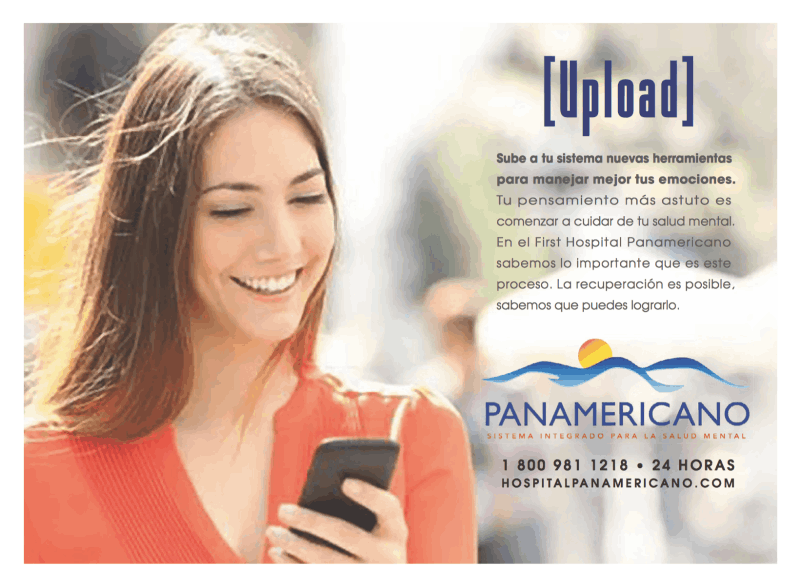 [Upload]
Sube a tu sistema nuevas herramientas
para manejar mejor tus emociones.
Tu pensamiento más astuto es
comenzar a cuidar de tu salud mental.
En el First Hospital Panamericano
sabemos lo importante que es este
proceso. La recuperación es posible,
sabemos que puedes lograrlo.
PANAMERICANO
SISTEMA INTEGRADO PARA LA SALUD MENTAL
1 800 981 1218 • 24 HORAS
HOSPITALPANAMERICANO.COM